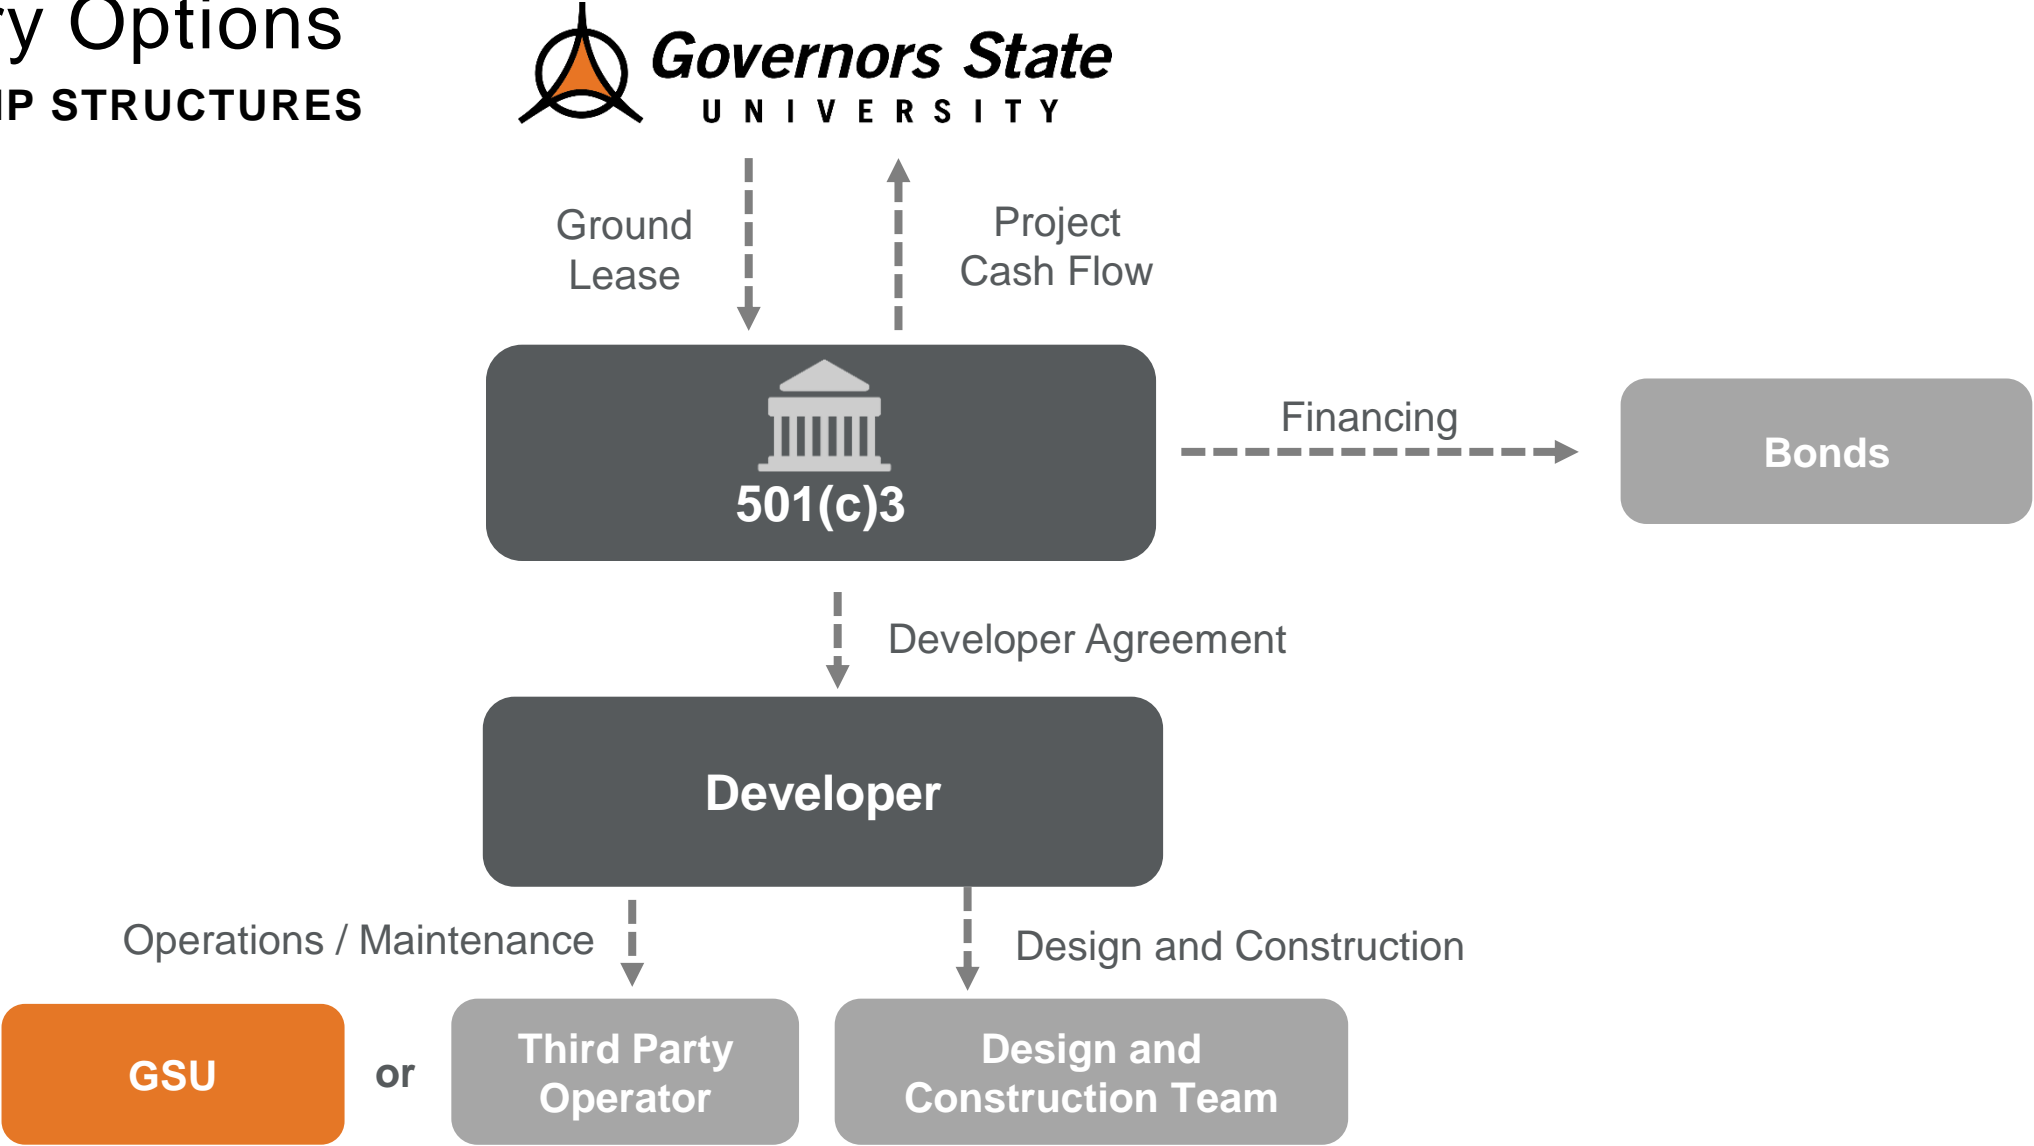 ry Options
IP STRUCTURES
Governors State
UNIVERSITY
Ground
Lease
Project
Cash Flow
501(c)3
Financing
Bonds
Developer Agreement
Developer
Operations / Maintenance
Design and Construction
GSU
or
Third Party
Operator
Design and
Construction Team